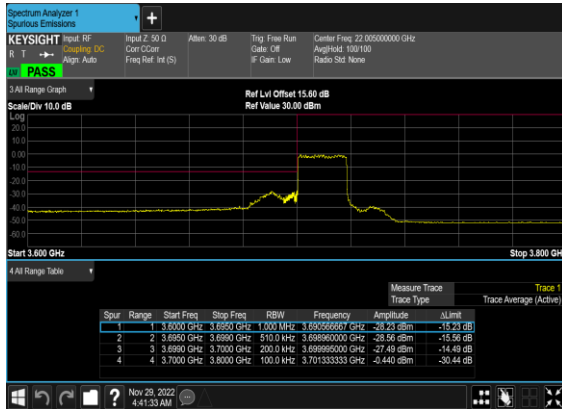 Spectrum Analyzer 1
Spurious Emissions
+
KEYSIGHT Input: RF Input Z: 50 Ω Atten: 30 dB Trig: Free Run Center Freq: 22.005000000 GHz
R T Coupling: DC Corr CCorr Gate: Off Avg|Hold: 100/100
Align: Auto Freq Ref: Int (S) IF Gain: Low Radio Std: None
LW PASS
3 All Range Graph
Ref Lvl Offset 15.60 dB
Scale/Div 10.0 dB Ref Value 30.00 dBm
Log
20.0
10.0
0.00
-10.0
-20.0
-30.0
-40.0
-50.0
-60.0
Start 3.600 GHz Stop 3.800 GH
4 All Range Table
Measure Trace Trace 1
Trace Type Trace Average (Active)
Spur Range Start Freq Stop Freq RBW Frequency Amplitude ΔLimit
1 1 3.6000 GHz 3.6950 GHz 1.000 MHz 3.690566667 GHz -28.23 dBm -15.23 dB
2 2 3.6950 GHz 3.6990 GHz 510.0 kHz 3.698960000 GHz -28.56 dBm -15.56 dB
3 3 3.6990 GHz 3.7000 GHz 200.0 kHz 3.699995000 GHz -27.49 dBm -14.49 dB
4 4 3.7000 GHz 3.8000 GHz 100.0 kHz 3.701333333 GHz -0.440 dBm -30.44 dB
? Nov 29, 2022
4:41:33 AM